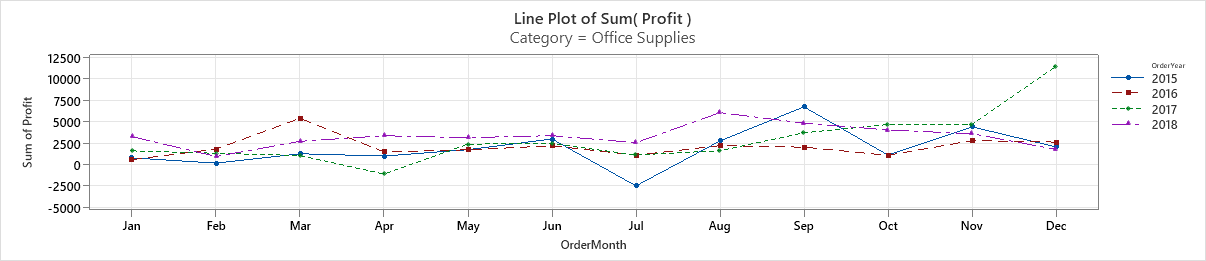 Line Plot of Sum( Profit )
Category = Office Supplies
Sum of Profit
12500
10000
7500
5000
2500
0
-2500
-5000
Jan Feb Mar Apr May Jun Jul Aug Sep Oct Nov Dec
OrderMonth
OrderYear
2015
2016
2017
2018